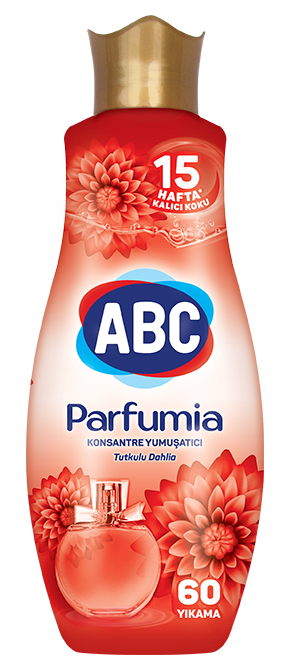 15
HAFTA*
KALICI KOKU
ABC
Parfumia
KONSANTRE YUMUŞATICI
Tutkulu Dahlia
60
YIKAMA